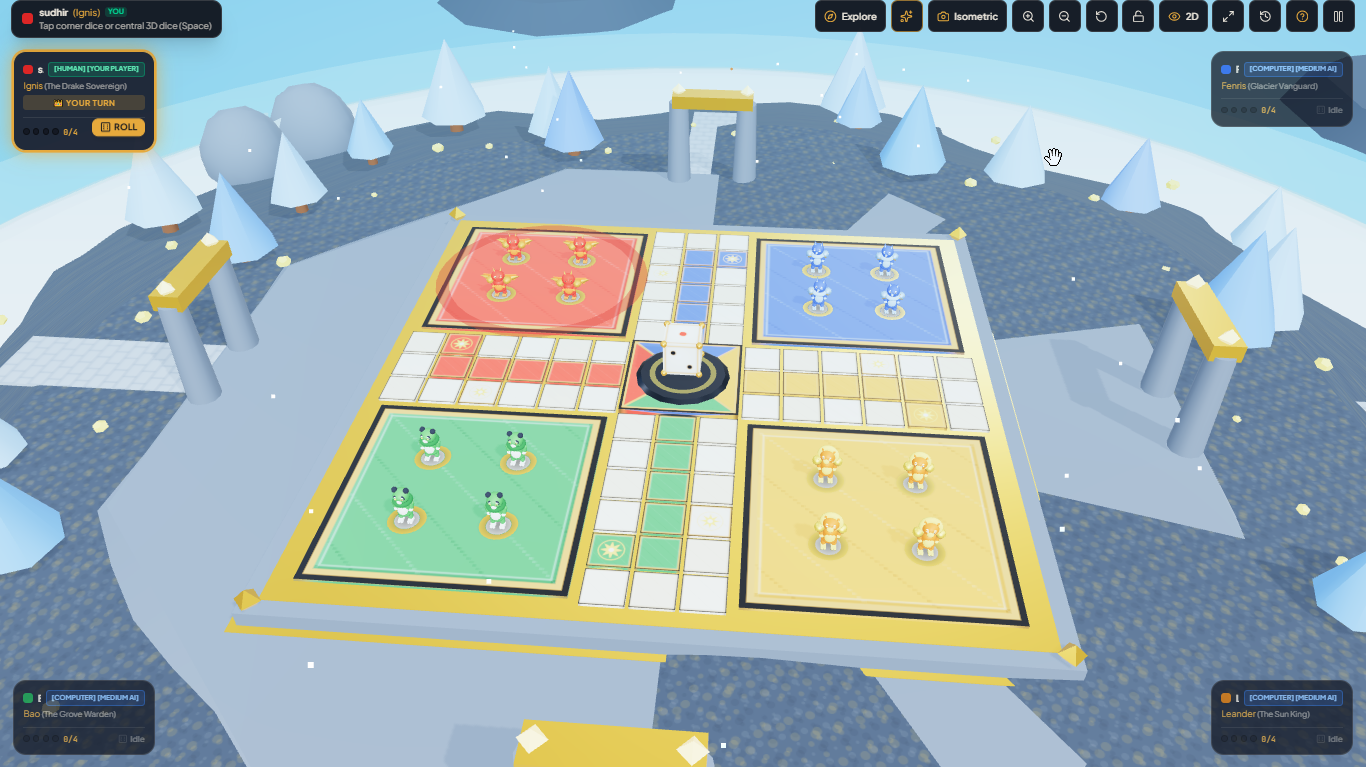 sudhir (Ignis) YOU
Tap corner dice or central 3D dice (Space)
Explore
Isometric
2D
s [HUMAN] [YOUR PLAYER]
Ignis (The Drake Sovereign)
YOUR TURN
0/4 ROLL
[COMPUTER] [MEDIUM AI]
Fenris (Glacier Vanguard)
0/4 Idle
[COMPUTER] [MEDIUM AI]
Bao (The Grove Warden)
0/4 Idle
[COMPUTER] [MEDIUM AI]
Leander (The Sun King)
0/4 Idle